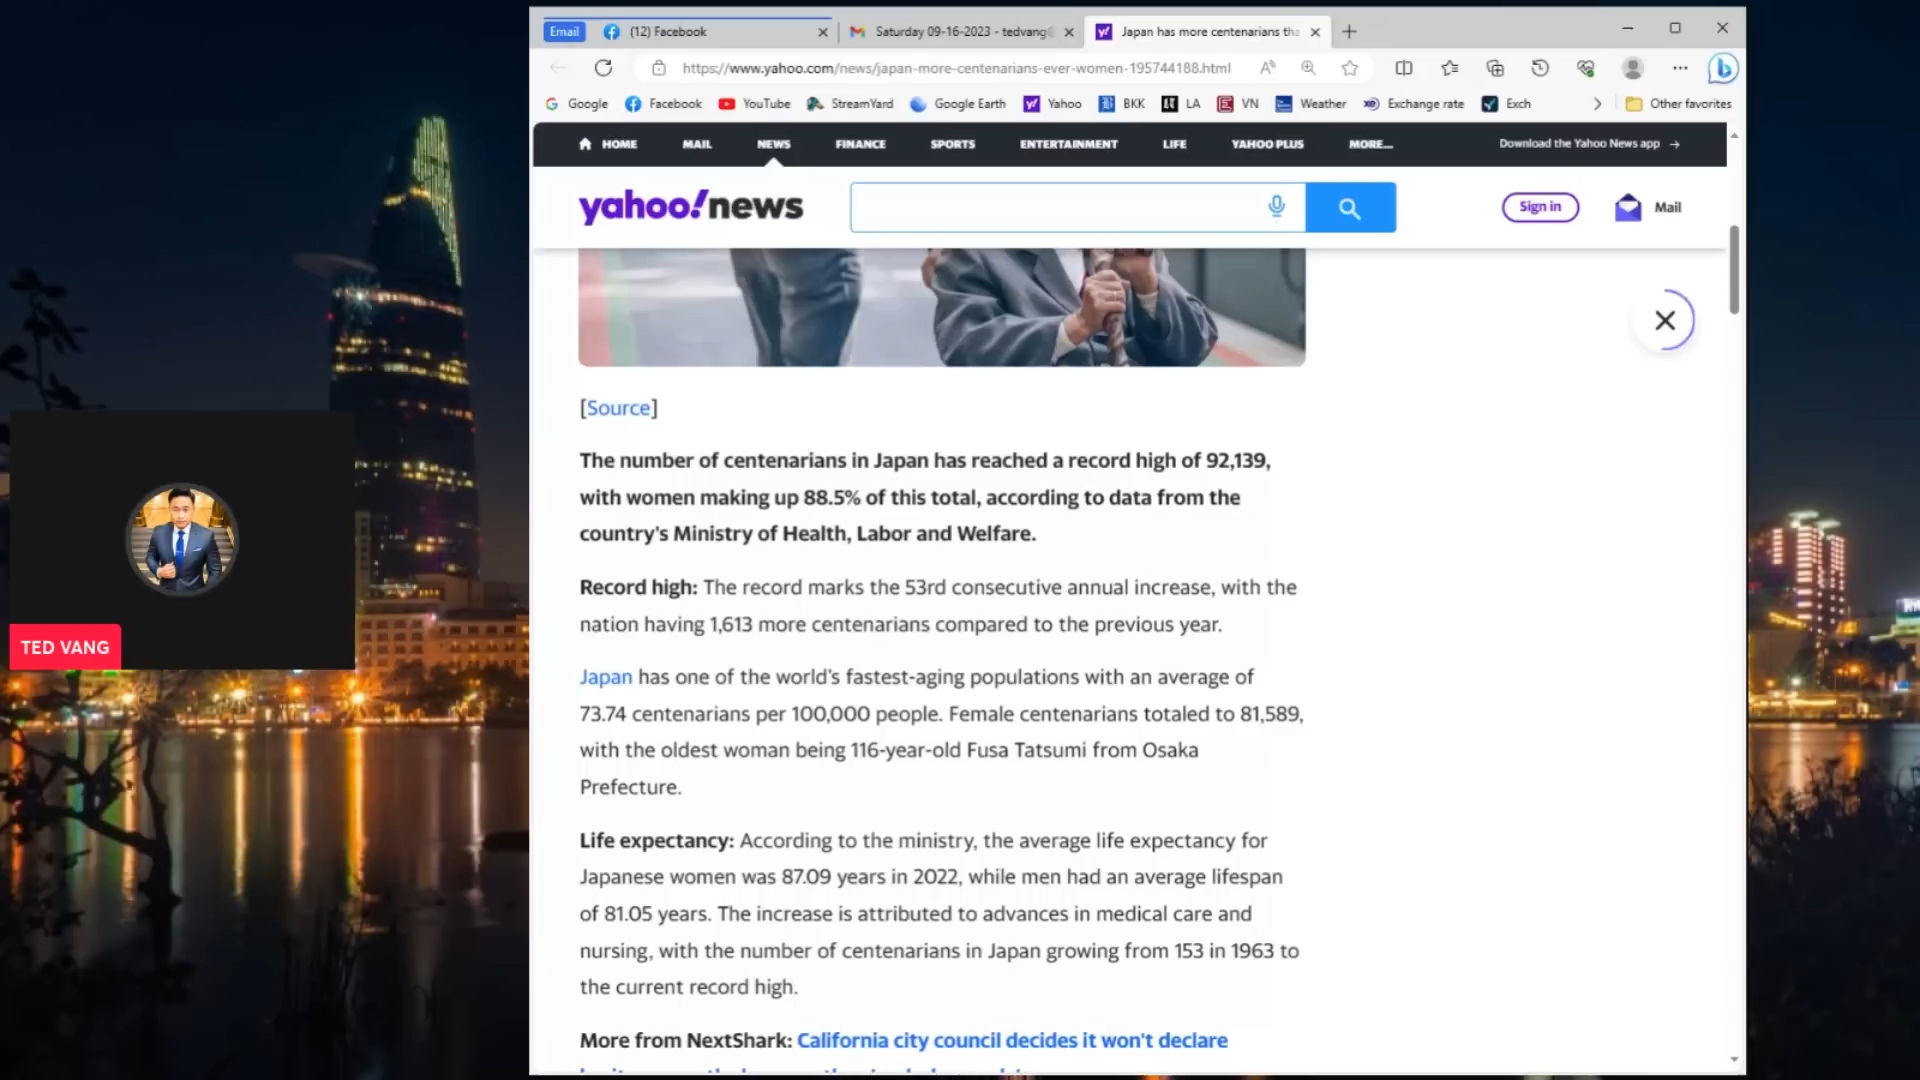 Email
(12) Facebook
Saturday 09-16-2023 - tedvang
Japan has more centenarians tha
https://www.yahoo.com/news/japan-more-centenarians-ever-women-195744188.html
Google
Facebook
YouTube
StreamYard
Google Earth
Yahoo
BKK
LA
VN
Weather
Exchange rate
Exch
Other favorites
HOME
MAIL
NEWS
FINANCE
SPORTS
ENTERTAINMENT
LIFE
YAHOO PLUS
MORE...
Download the Yahoo News app →
yahoo!news
Sign in
Mail
[Source]
The number of centenarians in Japan has reached a record high of 92,139,
with women making up 88.5% of this total, according to data from the
country's Ministry of Health, Labor and Welfare.
Record high: The record marks the 53rd consecutive annual increase, with the
nation having 1,613 more centenarians compared to the previous year.
Japan has one of the world's fastest-aging populations with an average of
73.74 centenarians per 100,000 people. Female centenarians totaled to 81,589,
with the oldest woman being 116-year-old Fusa Tatsumi from Osaka
Prefecture.
Life expectancy: According to the ministry, the average life expectancy for
Japanese women was 87.09 years in 2022, while men had an average lifespan
of 81.05 years. The increase is attributed to advances in medical care and
nursing, with the number of centenarians in Japan growing from 153 in 1963 to
the current record high.
More from NextShark: California city council decides it won't declare
TED VANG